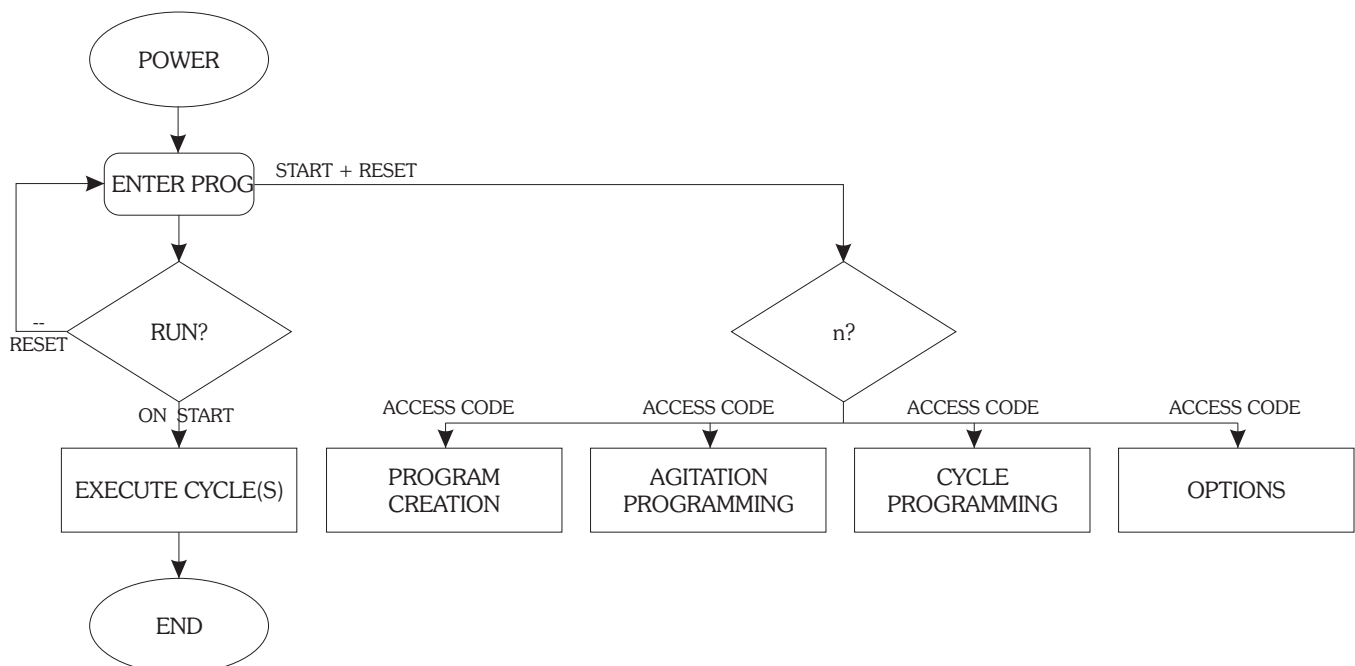 POWER
ENTER PROG
START + RESET
--
RESET
RUN?
n?
ON START
ACCESS CODE
ACCESS CODE
ACCESS CODE
ACCESS CODE
EXECUTE CYCLE(S)
PROGRAM
CREATION
AGITATION
PROGRAMMING
CYCLE
PROGRAMMING
OPTIONS
END